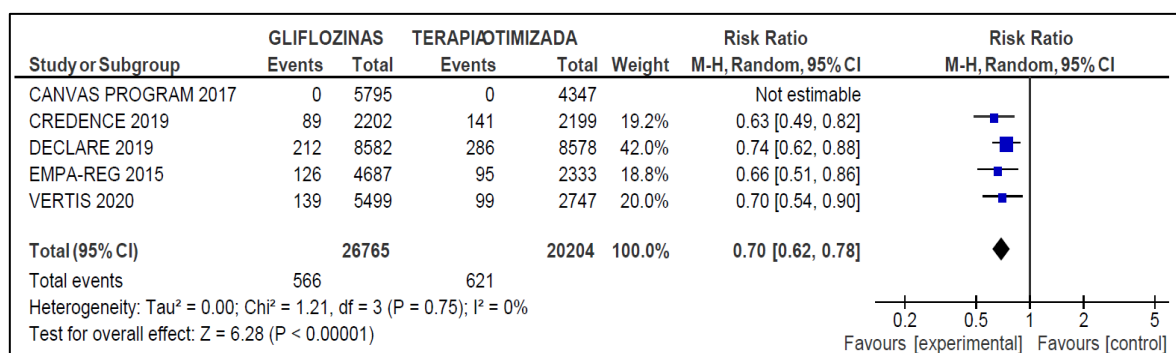 GLIFLOZINAS TERAPIA OTIMIZADA Risk Ratio Risk Ratio
Study or Subgroup Events Total Events Total Weight M-H, Random, 95% CI M-H, Random, 95% CI
CANVAS PROGRAM 2017 0 5795 0 4347 Not estimable
CREDENCE 2019 89 2202 141 2199 19.2% 0.63 [0.49, 0.82]
DECLARE 2019 212 8582 286 8578 42.0% 0.74 [0.62, 0.88]
EMPA-REG 2015 126 4687 95 2333 18.8% 0.66 [0.51, 0.86]
VERTIS 2020 139 5499 99 2747 20.0% 0.70 [0.54, 0.90]
Total (95% CI) 26765 20204 100.0% 0.70 [0.62, 0.78]
Total events 566 621
Heterogeneity: Tau² = 0.00; Chi² = 1.21, df = 3 (P = 0.75); I² = 0%
Test for overall effect: Z = 6.28 (P < 0.00001)
0.2 0.5 1 2 5
Favours [experimental] Favours [control]